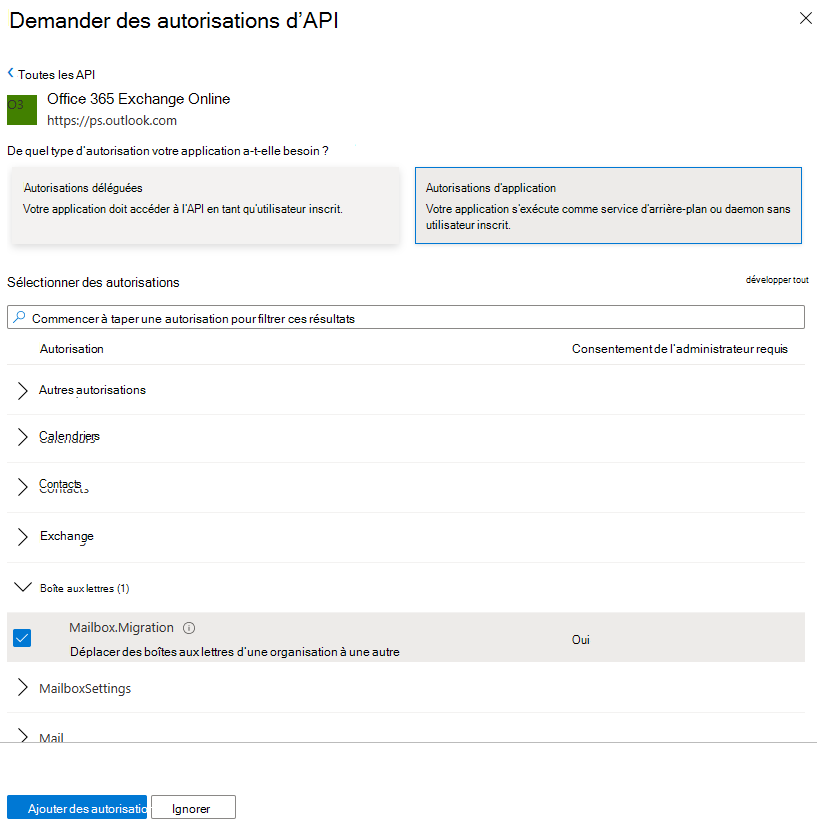 Demander des autorisations d'API
Toutes les API
O3
Office 365 Exchange Online
https://ps.outlook.com
De quel type d'autorisation votre application a-t-elle besoin ?
Autorisations déléguées
Votre application doit accéder à l'API en tant qu'utilisateur inscrit.
Autorisations d'application
Votre application s'exécute comme service d'arrière-plan ou daemon sans
utilisateur inscrit.
Sélectionner des autorisations
développer tout
Commencer à taper une autorisation pour filtrer ces résultats
Autorisation
Consentement de l'administrateur requis
Autres autorisations
Calendriers
Contacts
Exchange
Boîte aux lettres (1)
Mailbox.Migration
Déplacer des boîtes aux lettres d'une organisation à une autre
Oui
MailboxSettings
Mail
Ajouter des autorisation
Ignorer